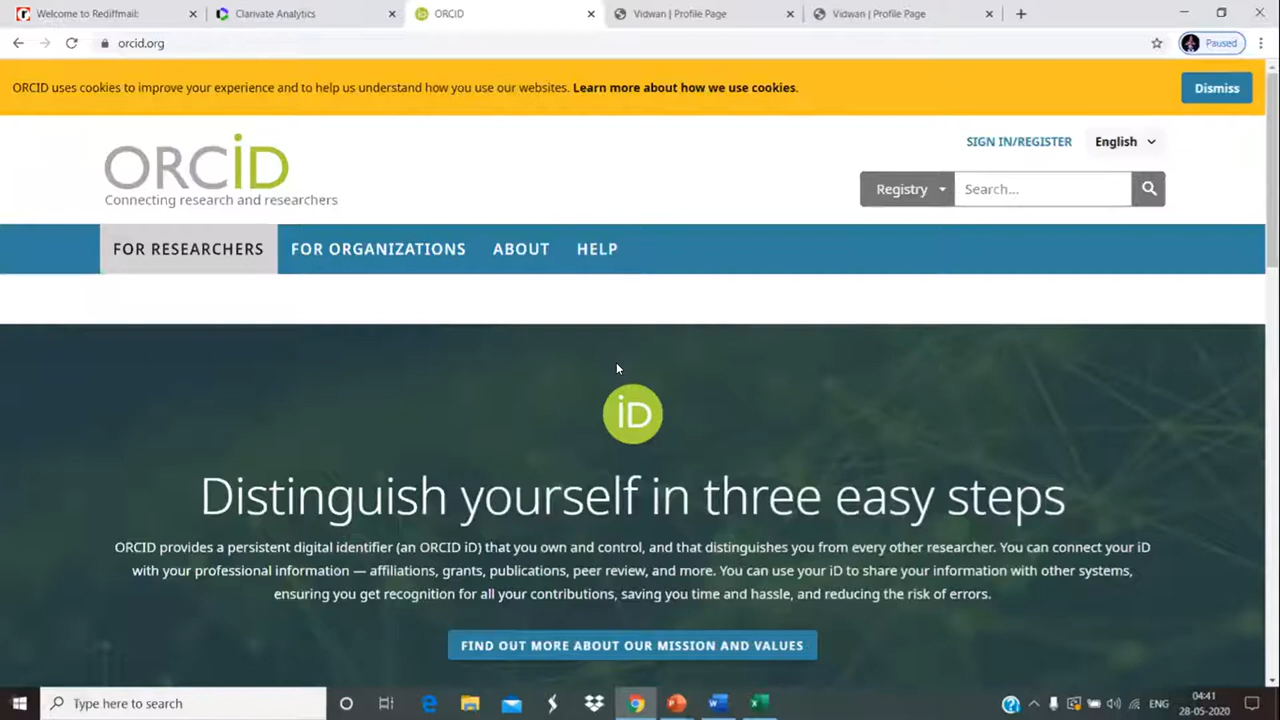 Welcome to Rediffmail:
Clarivate Analytics
ORCID
Vidwan | Profile Page
Vidwan | Profile Page
orcid.org
Paused
ORCID uses cookies to improve your experience and to help us understand how you use our websites. Learn more about how we use cookies.
Dismiss
ORCID
Connecting research and researchers
SIGN IN/REGISTER
English
Registry
Search...
FOR RESEARCHERS
FOR ORGANIZATIONS
ABOUT
HELP
iD
Distinguish yourself in three easy steps
ORCID provides a persistent digital identifier (an ORCID iD) that you own and control, and that distinguishes you from every other researcher. You can connect your iD
with your professional information — affiliations, grants, publications, peer review, and more. You can use your iD to share your information with other systems,
ensuring you get recognition for all your contributions, saving you time and hassle, and reducing the risk of errors.
FIND OUT MORE ABOUT OUR MISSION AND VALUES
Type here to search
ENG
04:41
28-05-2020